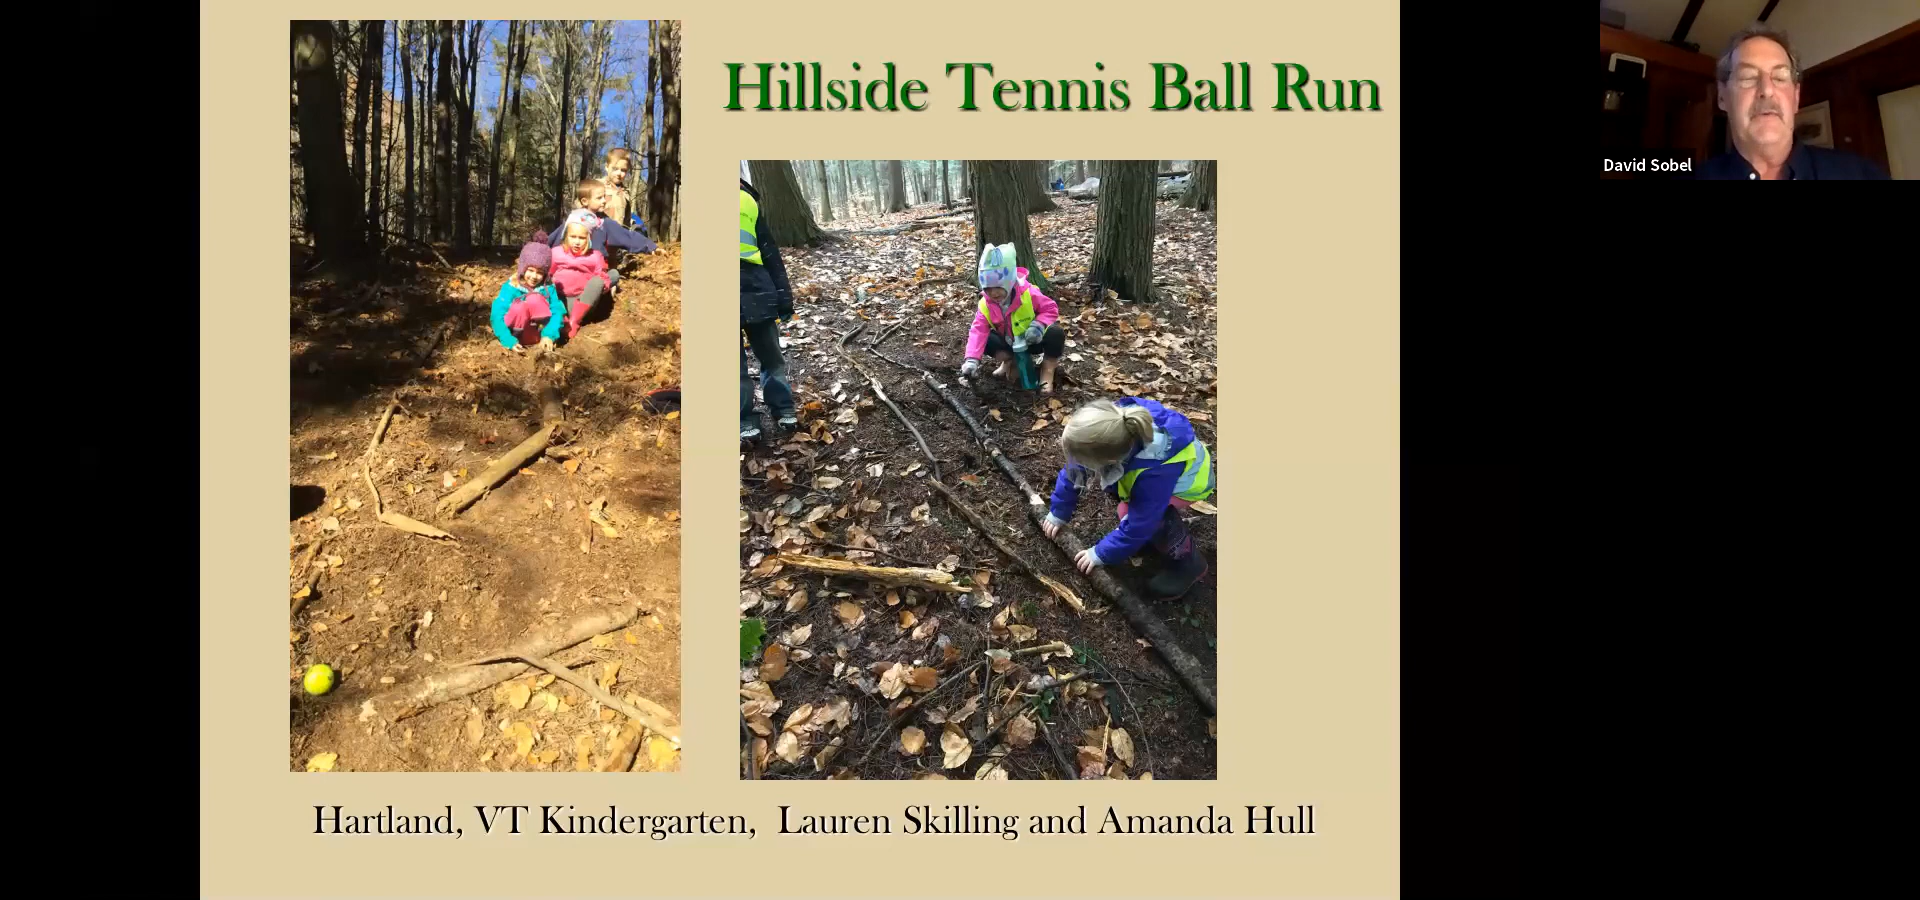 Hillside Tennis Ball Run
David Sobel
Hartland, VT Kindergarten, Lauren Skilling and Amanda Hull